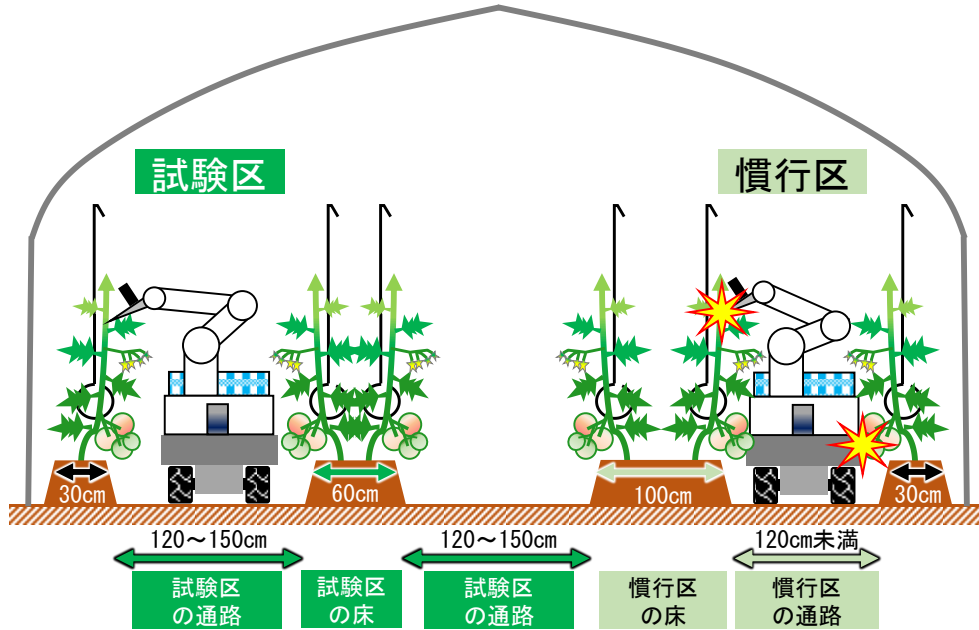 試験区
慣行区
30cm
60cm
100cm
30cm
120～150cm
120～150cm
120cm未満
試験区
の通路
試験区
の床
試験区
の通路
慣行区
の床
慣行区
の通路